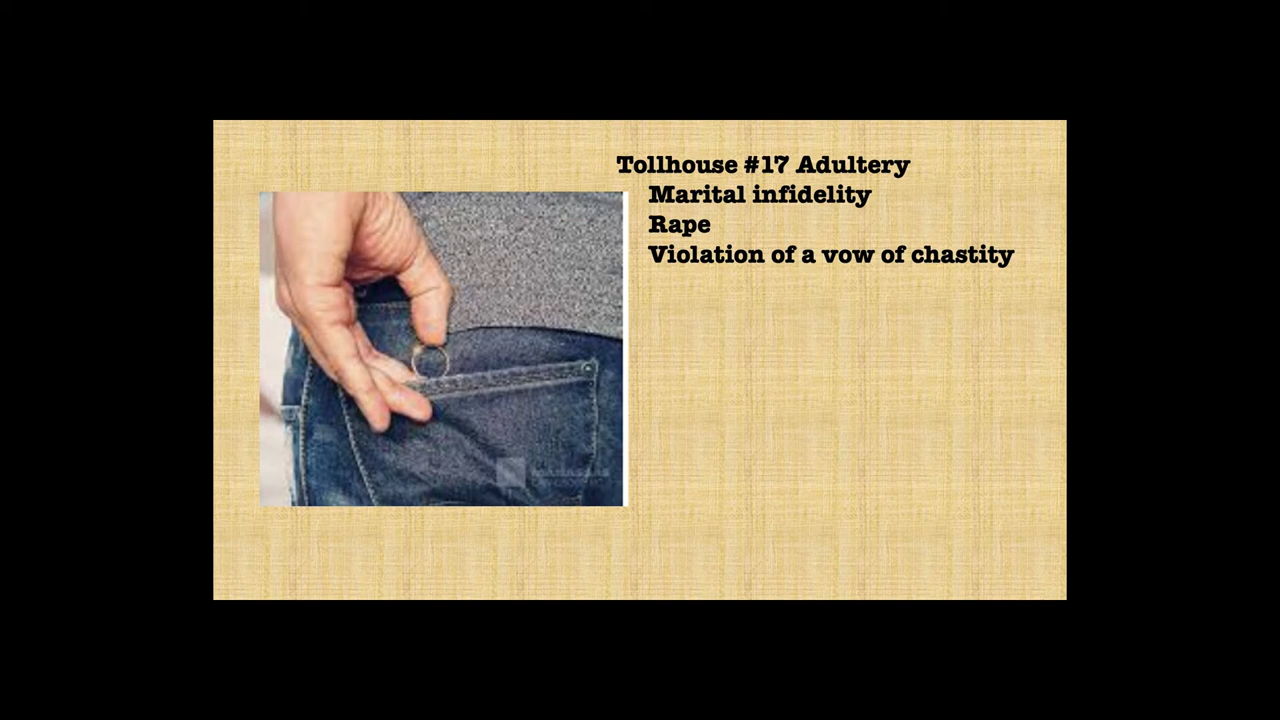 Tollhouse #17 Adultery
Marital infidelity
Rape
Violation of a vow of chastity